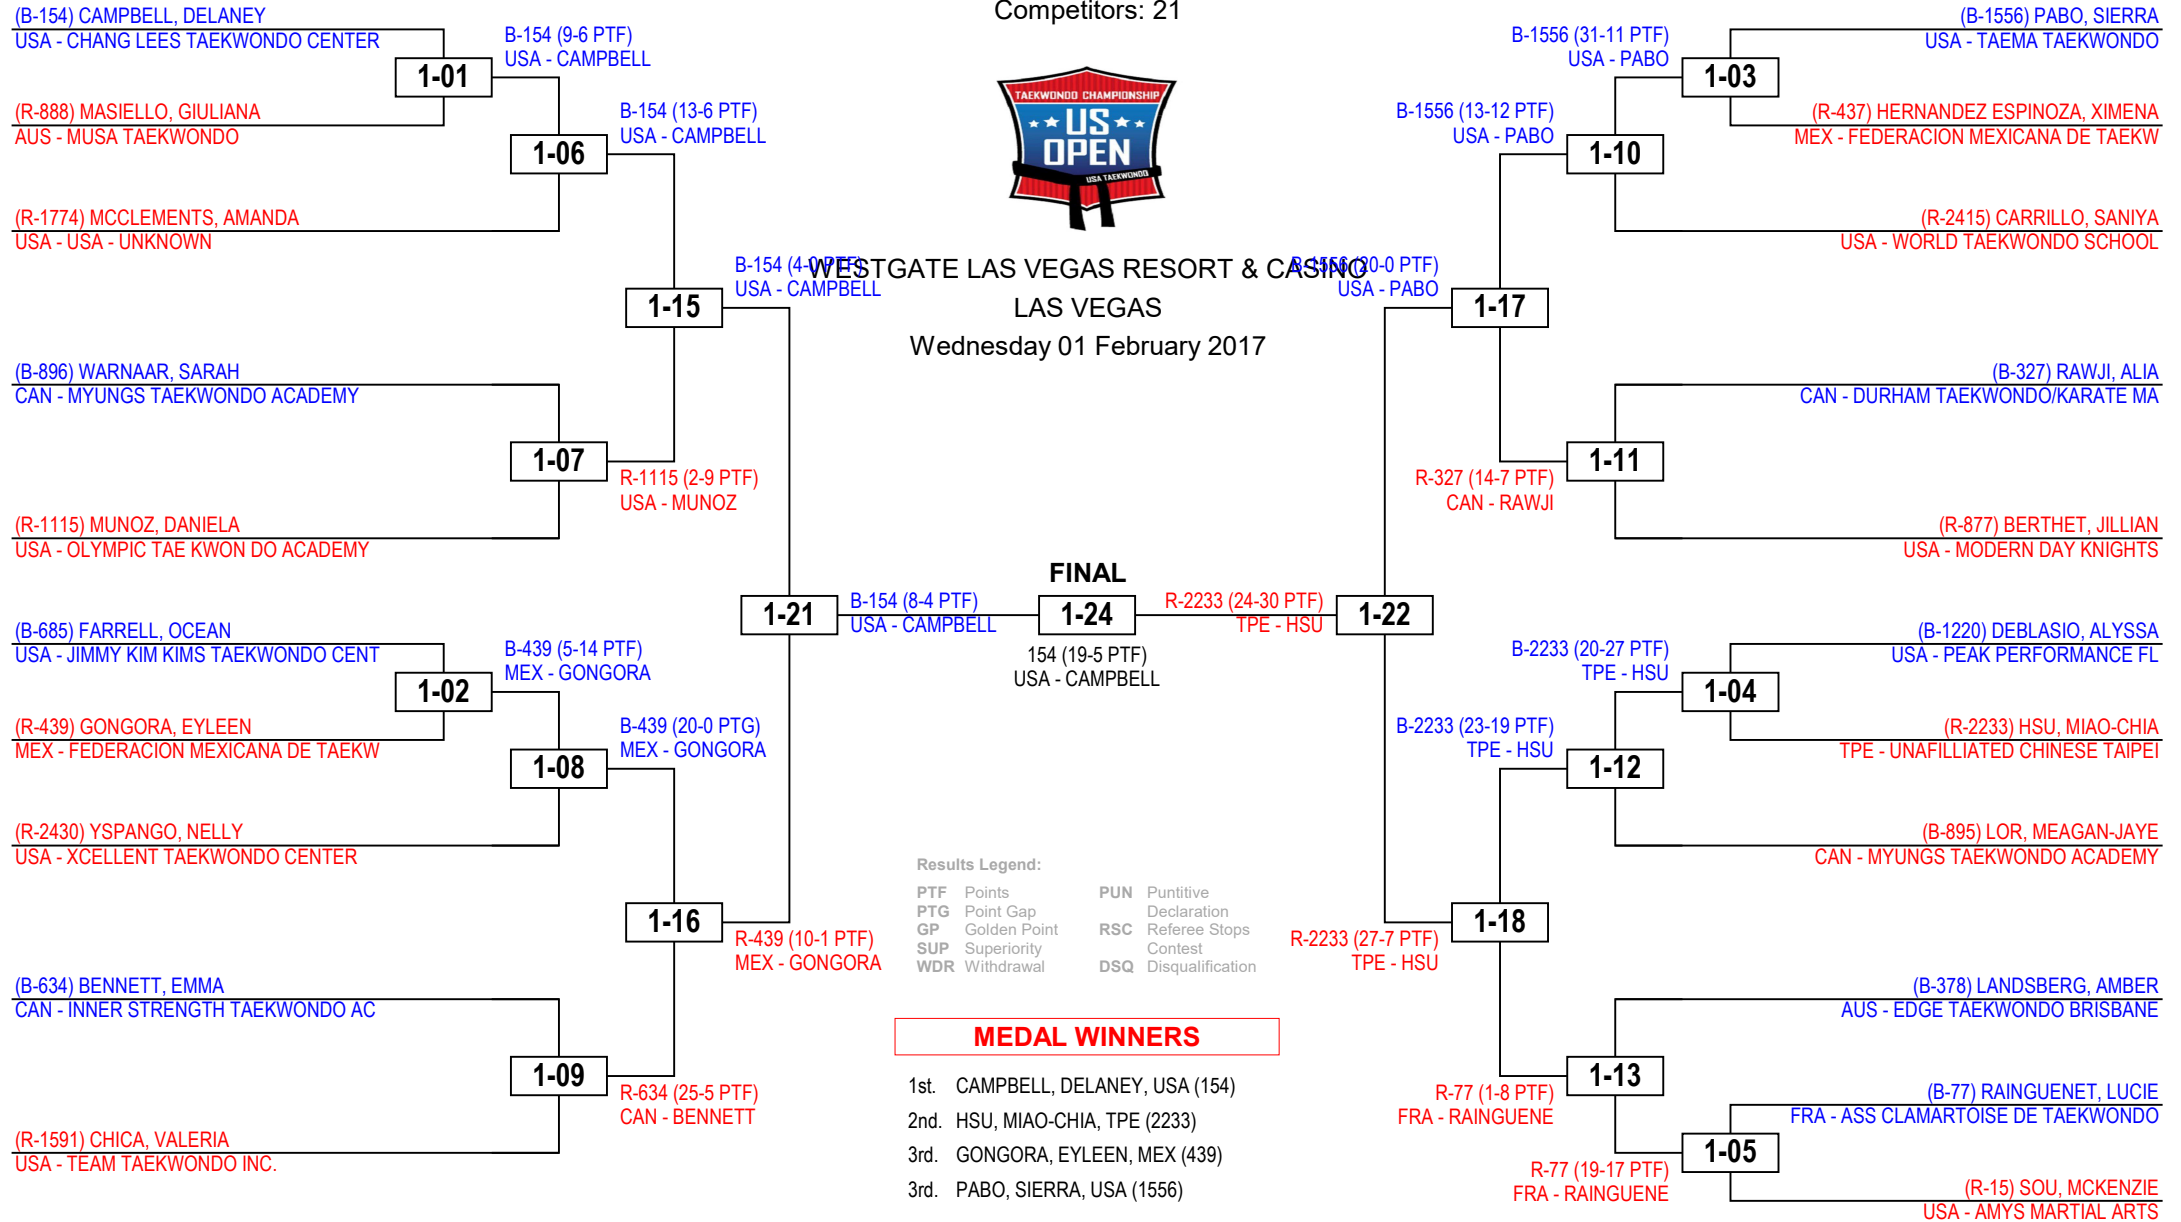 Competitors: 21
TAEKWONDO CHAMPIONSHIP
US
OPEN
USA TAEKWONDO
WESTGATE LAS VEGAS RESORT & CASINO
LAS VEGAS
Wednesday 01 February 2017
(B-154) CAMPBELL, DELANEY
USA - CHANG LEES TAEKWONDO CENTER
1-01
(R-888) MASIELLO, GIULIANA
AUS - MUSA TAEKWONDO
B-154 (9-6 PTF)
USA - CAMPBELL
1-06
(R-1774) MCCLEMENTS, AMANDA
USA - USA - UNKNOWN
B-154 (13-6 PTF)
USA - CAMPBELL
1-15
B-154 (4-0 PTF)
USA - CAMPBELL
(B-896) WARNAAR, SARAH
CAN - MYUNGS TAEKWONDO ACADEMY
1-07
R-1115 (2-9 PTF)
USA - MUNOZ
(R-1115) MUNOZ, DANIELA
USA - OLYMPIC TAE KWON DO ACADEMY
1-21
B-154 (8-4 PTF)
USA - CAMPBELL
(B-685) FARRELL, OCEAN
USA - JIMMY KIM KIMS TAEKWONDO CENT
1-02
(R-439) GONGORA, EYLEEN
MEX - FEDERACION MEXICANA DE TAEKW
B-439 (5-14 PTF)
MEX - GONGORA
1-08
(R-2430) YSPANGO, NELLY
USA - XCELLENT TAEKWONDO CENTER
B-439 (20-0 PTG)
MEX - GONGORA
1-16
R-439 (10-1 PTF)
MEX - GONGORA
(B-634) BENNETT, EMMA
CAN - INNER STRENGTH TAEKWONDO AC
1-09
R-634 (25-5 PTF)
CAN - BENNETT
(R-1591) CHICA, VALERIA
USA - TEAM TAEKWONDO INC.
FINAL
1-24
154 (19-5 PTF)
USA - CAMPBELL
(B-1556) PABO, SIERRA
USA - TAEMA TAEKWONDO
1-03
(R-437) HERNANDEZ ESPINOZA, XIMENA
MEX - FEDERACION MEXICANA DE TAEKW
B-1556 (31-11 PTF)
USA - PABO
1-10
(R-2415) CARRILLO, SANIYA
USA - WORLD TAEKWONDO SCHOOL
B-1556 (13-12 PTF)
USA - PABO
1-17
B-1556 (20-0 PTF)
USA - PABO
(B-327) RAWJI, ALIA
CAN - DURHAM TAEKWONDO/KARATE MA
1-11
R-327 (14-7 PTF)
CAN - RAWJI
(R-877) BERTHET, JILLIAN
USA - MODERN DAY KNIGHTS
R-2233 (24-30 PTF)
TPE - HSU
1-22
(B-1220) DEBLASIO, ALYSSA
USA - PEAK PERFORMANCE FL
1-04
(R-2233) HSU, MIAO-CHIA
TPE - UNAFILLIATED CHINESE TAIPEI
B-2233 (20-27 PTF)
TPE - HSU
1-12
(B-895) LOR, MEAGAN-JAYE
CAN - MYUNGS TAEKWONDO ACADEMY
B-2233 (23-19 PTF)
TPE - HSU
1-18
R-2233 (27-7 PTF)
TPE - HSU
(B-378) LANDSBERG, AMBER
AUS - EDGE TAEKWONDO BRISBANE
1-13
R-77 (1-8 PTF)
FRA - RAINGUENE
(B-77) RAINGUENET, LUCIE
FRA - ASS CLAMARTOISE DE TAEKWONDO
1-05
R-77 (19-17 PTF)
FRA - RAINGUENE
(R-15) SOU, MCKENZIE
USA - AMYS MARTIAL ARTS
Results Legend:
PTF Points
PTG Point Gap
GP Golden Point
SUP Superiority
WDR Withdrawal
PUN Puntitive
Declaration
RSC Referee Stops
Contest
DSQ Disqualification
MEDAL WINNERS
1st. CAMPBELL, DELANEY, USA (154)
2nd. HSU, MIAO-CHIA, TPE (2233)
3rd. GONGORA, EYLEEN, MEX (439)
3rd. PABO, SIERRA, USA (1556)